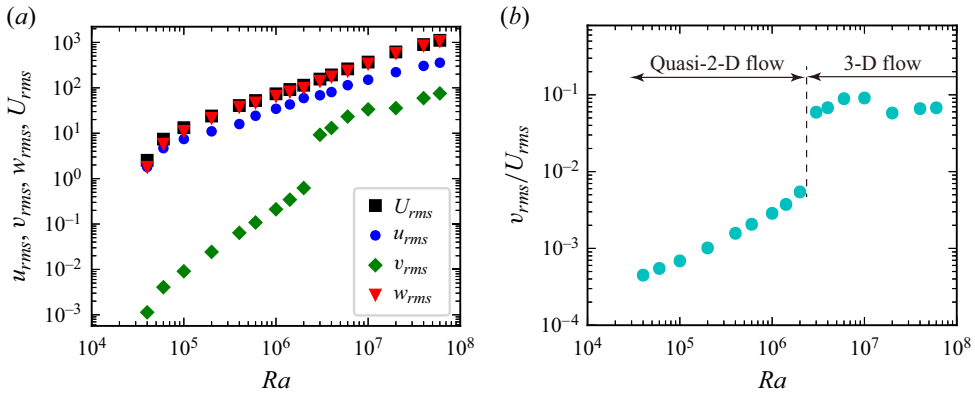 (a)
u_rms, v_rms, w_rms, U_rms
10^3
10^2
10^1
10^0
10^−1
10^−2
10^−3
U_rms
u_rms
v_rms
w_rms
10^4 10^5 10^6 10^7 10^8
Ra
(b)
v_rms/U_rms
10^0
10^−1
10^−2
10^−3
10^−4
Quasi-2-D flow 3-D flow
10^4 10^5 10^6 10^7 10^8
Ra